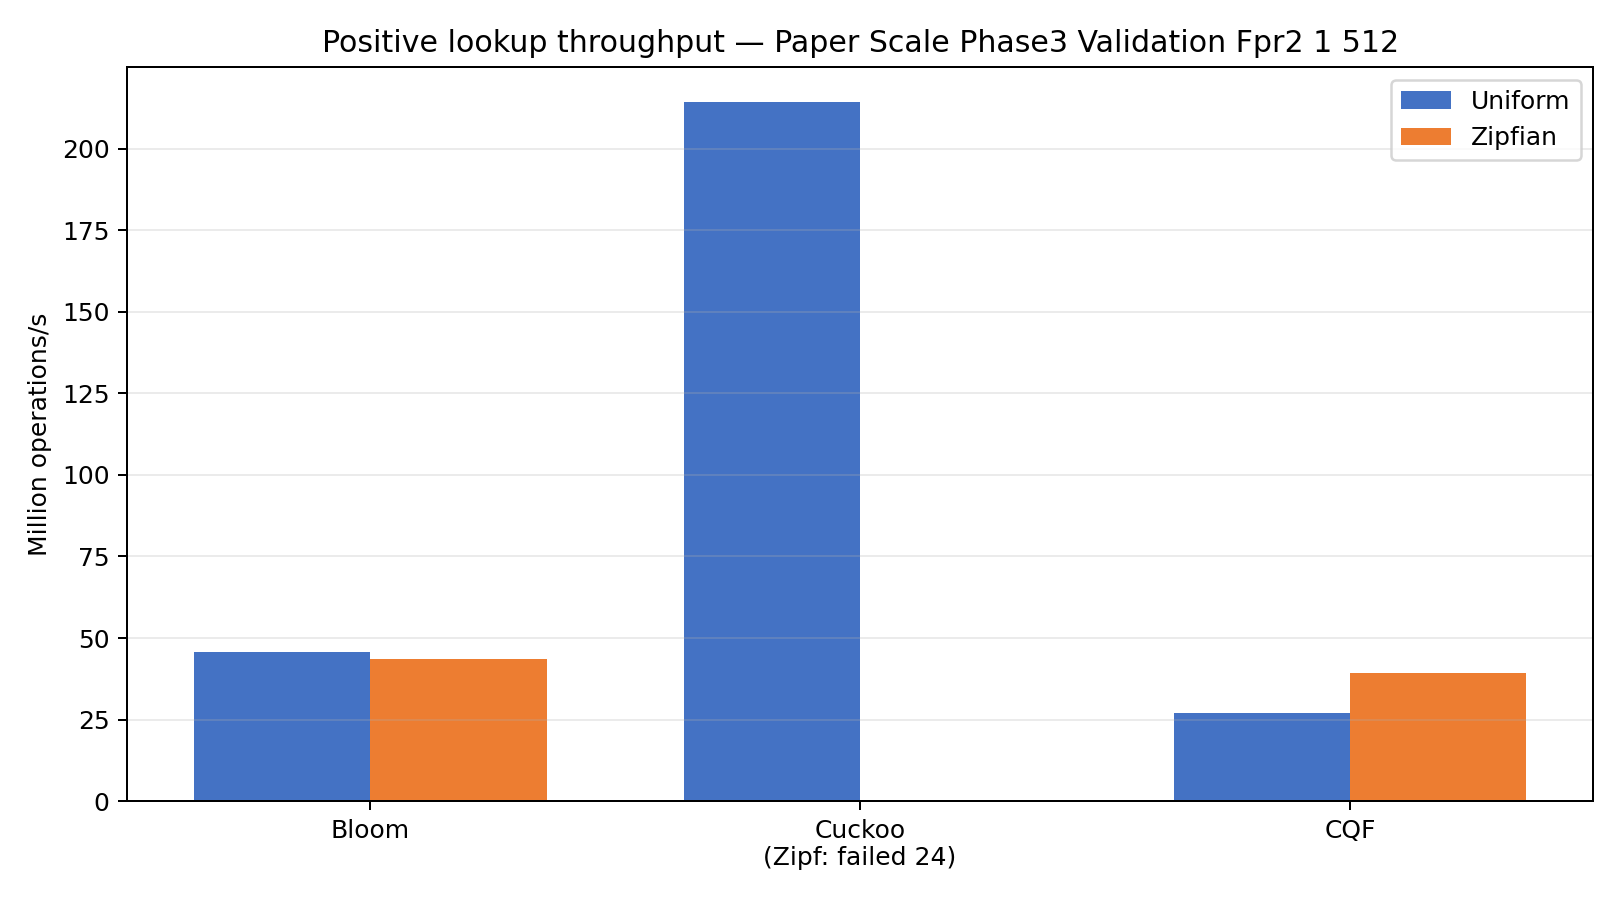 Positive lookup throughput — Paper Scale Phase3 Validation Fpr2 1 512
Uniform
Zipfian
Million operations/s
200
175
150
125
100
75
50
25
0
Bloom
Cuckoo
(Zipf: failed 24)
CQF